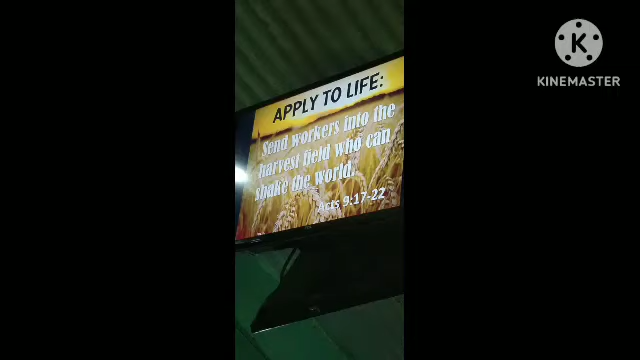 APPLY TO LIFE:
Send workers into the
harvest field who can
shake the world.
Acts 9:17-22
K
KINEMASTER